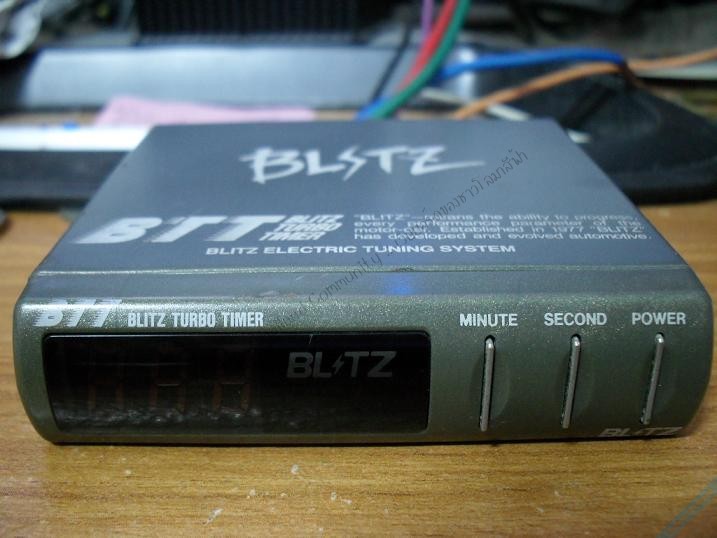 BLITZ
BTT BLITZ TURBO TIMER
"BLITZ"—means the ability to progress,
every performance parameter of the
motor-car. Established in 1977 "BLITZ"
has developed and evolved automotive.
BLITZ ELECTRIC TUNING SYSTEM
BTT BLITZ TURBO TIMER
MINUTE SECOND POWER
BLITZ
BLITZ
Community